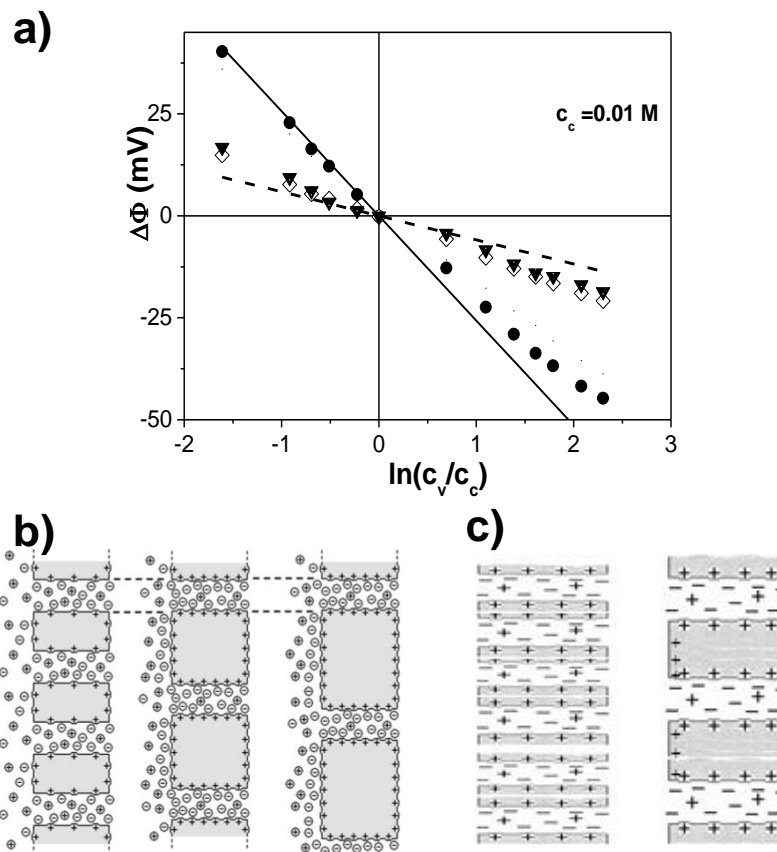 a)
25
0
-25
-50
ΔΦ (mV)
c_c =0.01 M
-2 -1 0 1 2 3
ln(c_v/c_c)
b)
c)